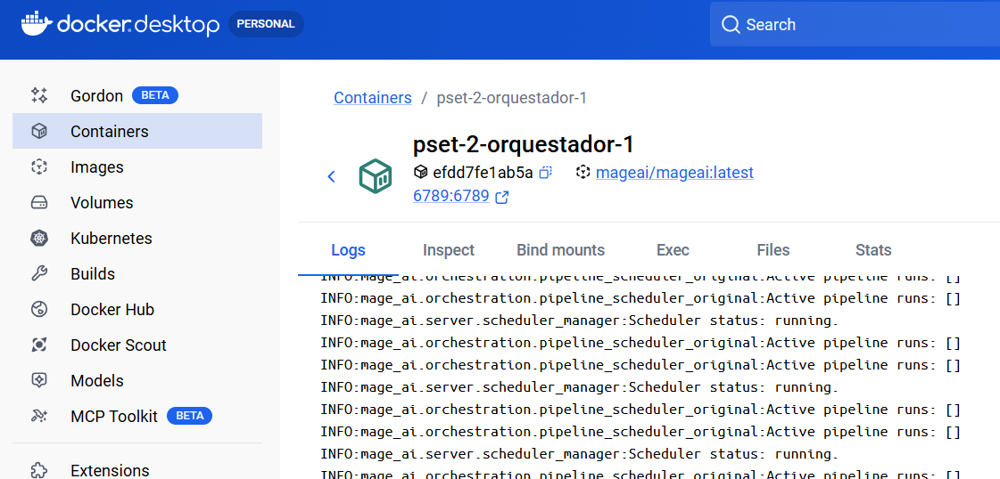 docker.desktop PERSONAL
Search
Gordon BETA
Containers
Images
Volumes
Kubernetes
Builds
Docker Hub
Docker Scout
Models
MCP Toolkit BETA
Extensions
Containers / pset-2-orquestador-1
pset-2-orquestador-1
efdd7fe1ab5a mageai/mageai:latest
6789:6789
Logs Inspect Bind mounts Exec Files Stats
INFO:mage_ai.orchestration.pipeline_scheduler_original:Active pipeline runs: []
INFO:mage_ai.orchestration.pipeline_scheduler_original:Active pipeline runs: []
INFO:mage_ai.server.scheduler_manager:Scheduler status: running.
INFO:mage_ai.orchestration.pipeline_scheduler_original:Active pipeline runs: []
INFO:mage_ai.orchestration.pipeline_scheduler_original:Active pipeline runs: []
INFO:mage_ai.server.scheduler_manager:Scheduler status: running.
INFO:mage_ai.orchestration.pipeline_scheduler_original:Active pipeline runs: []
INFO:mage_ai.orchestration.pipeline_scheduler_original:Active pipeline runs: []
INFO:mage_ai.server.scheduler_manager:Scheduler status: running.
INFO:mage_ai.orchestration.pipeline_scheduler_original:Active pipeline runs: []